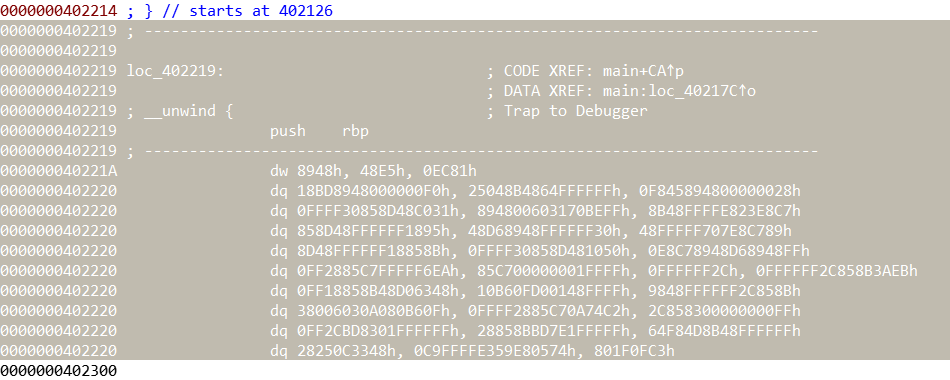 0000000402214 ; } // starts at 402126
0000000402219 ; ---------------------------------------------------------------------------
0000000402219
0000000402219 loc_402219: ; CODE XREF: main+CA↑p
0000000402219 ; DATA XREF: main:loc_40217C↑o
0000000402219 ; __unwind { ; Trap to Debugger
0000000402219 push rbp
0000000402219 ; ---------------------------------------------------------------------------
000000040221A dw 8948h, 48E5h, 0EC81h
0000000402220 dq 18BD8948000000F0h, 25048B4864FFFFFFh, 0F845894800000028h
0000000402220 dq 0FFFF30858D48C031h, 894800603170BEFFh, 8B48FFFFE823E8C7h
0000000402220 dq 858D48FFFFFF1895h, 48D68948FFFFFF30h, 48FFFFF707E8C789h
0000000402220 dq 8D48FFFFFF18858Bh, 0FFFF30858D481050h, 0E8C78948D68948FFh
0000000402220 dq 0FF2885C7FFFFF6EAh, 85C700000001FFFFh, 0FFFFFF2Ch, 0FFFFFF2C858B3AEBh
0000000402220 dq 0FF18858B48D06348h, 10B60FD00148FFFFh, 9848FFFFFF2C858Bh
0000000402220 dq 38006030A080B60Fh, 0FFFF2885C70A74C2h, 2C858300000000FFh
0000000402220 dq 0FF2CBD8301FFFFFFh, 28858BBD7E1FFFFFh, 64F84D8B48FFFFFFh
0000000402220 dq 28250C3348h, 0C9FFFFE359E80574h, 801F0FC3h
0000000402300